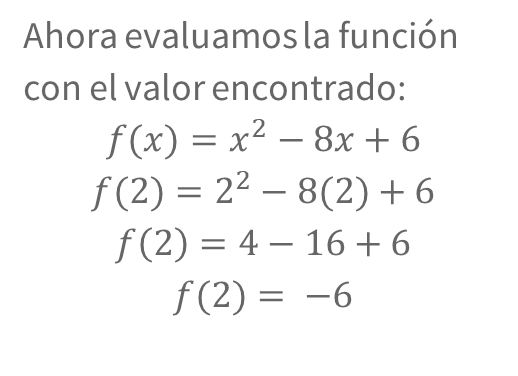 Ahora evaluamos la función
con el valor encontrado:
f(x) = x² − 8x + 6
f(2) = 2² − 8(2) + 6
f(2) = 4 − 16 + 6
f(2) = −6